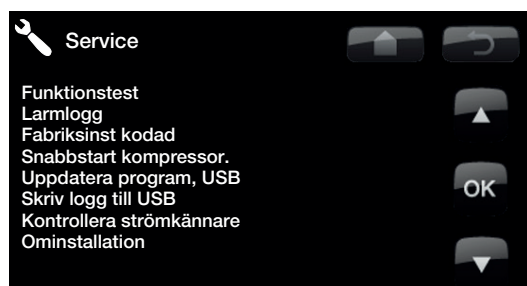 Service
Funktionstest
Larmlogg
Fabriksinst kodad
Snabbstart kompressor.
Uppdatera program, USB
Skriv logg till USB
OK
Kontrollera strömkännare
Ominstallation